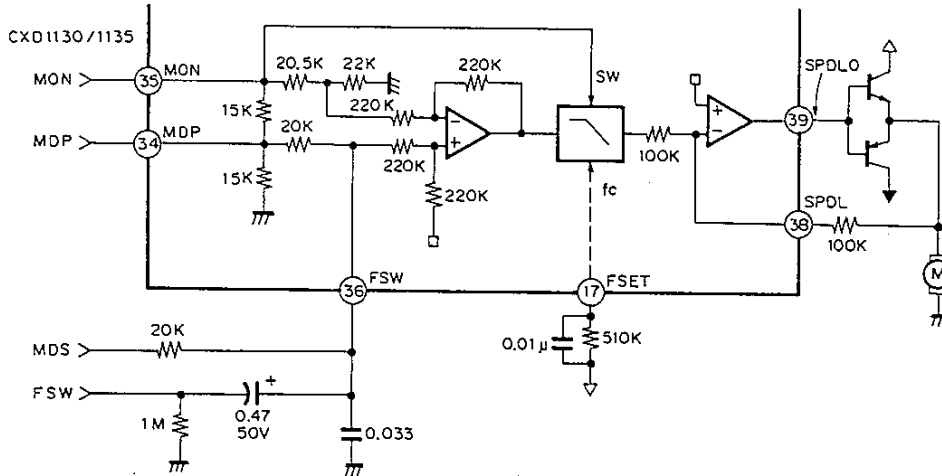 CXD1130/1135
MON
35
MON
20.5K
22K
220K
SW
SPDLO
15K
220K
MDP
34
MDP
20K
+
39
15K
220K
100K
fc
220K
SPDL
38
100K
M
36
FSW
17
FSET
20K
MDS
0.01μ
510K
FSW
+
1M
0.47
50V
0.033